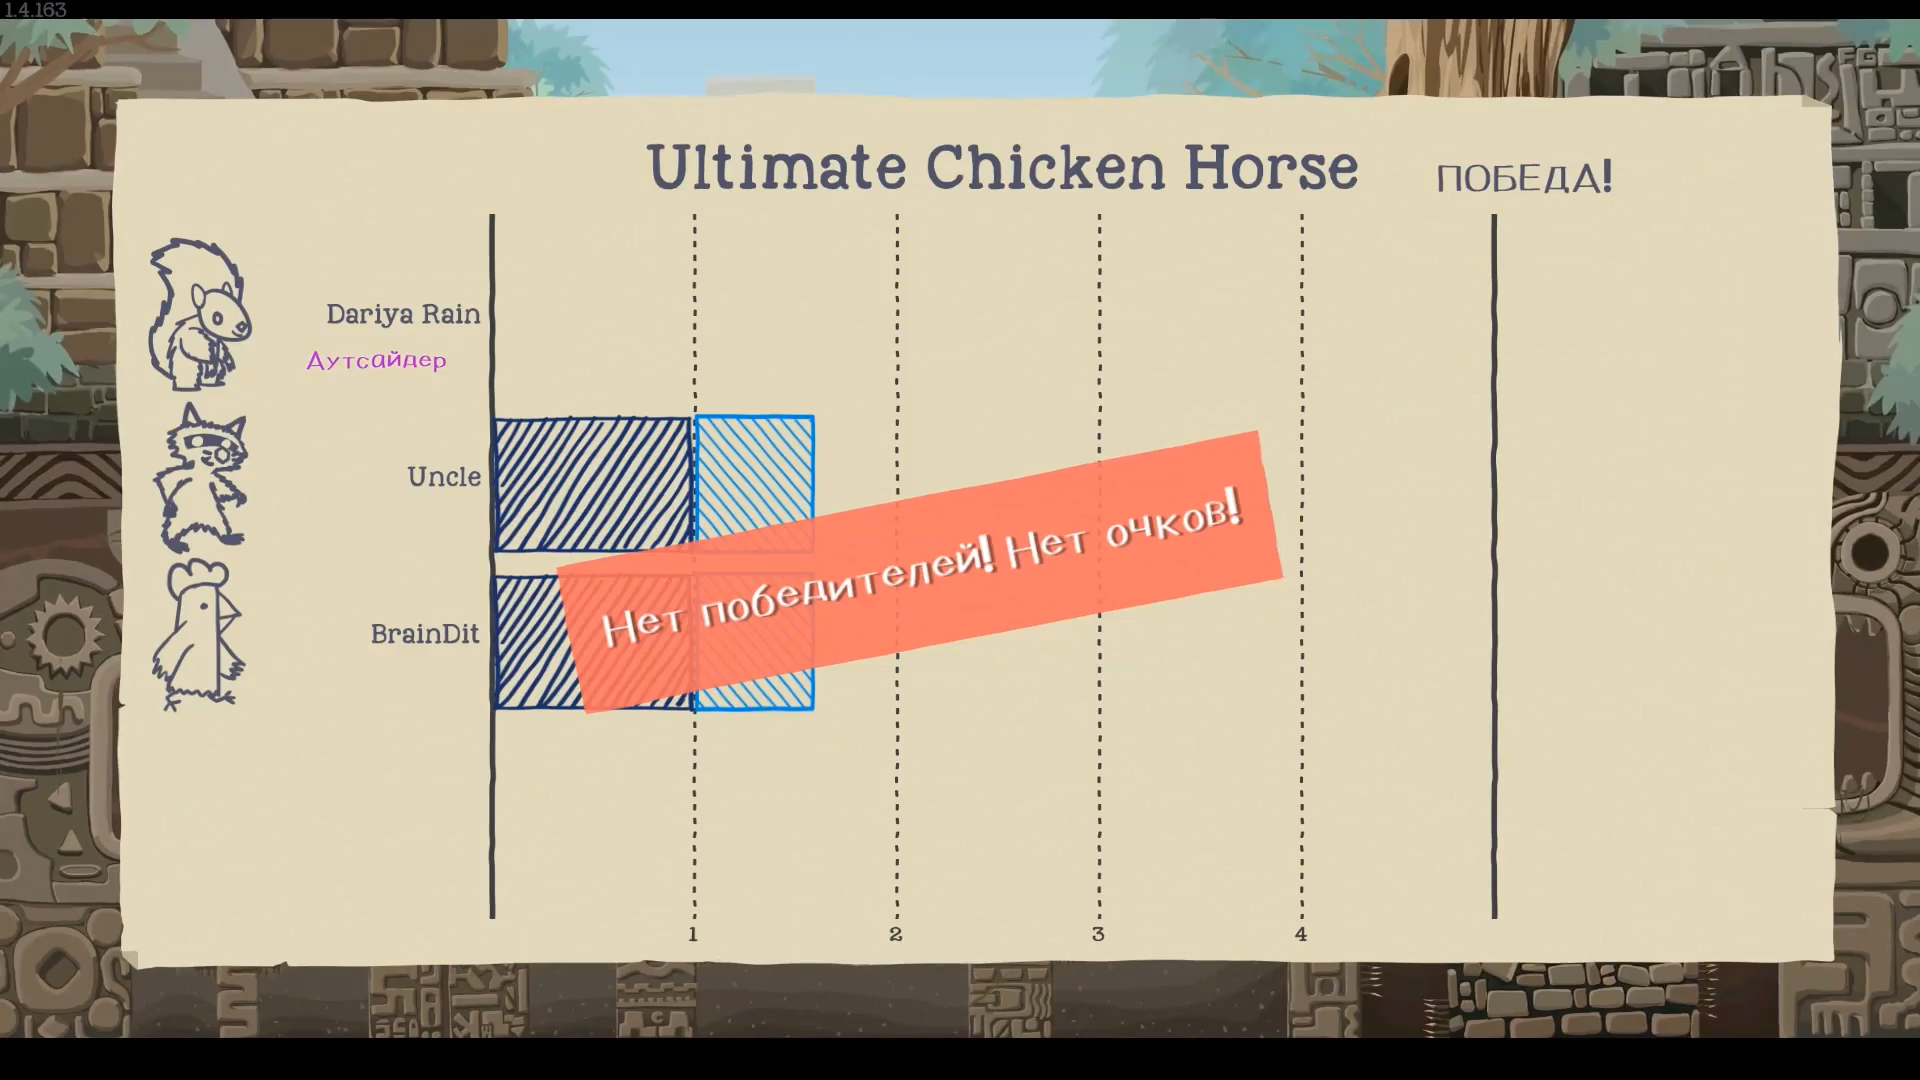 1.4.163
Ultimate Chicken Horse
ПОБЕДА!
Dariya Rain
Аутсайдер
Uncle
BrainDit
Нет победителей! Нет очков!
1 2 3 4